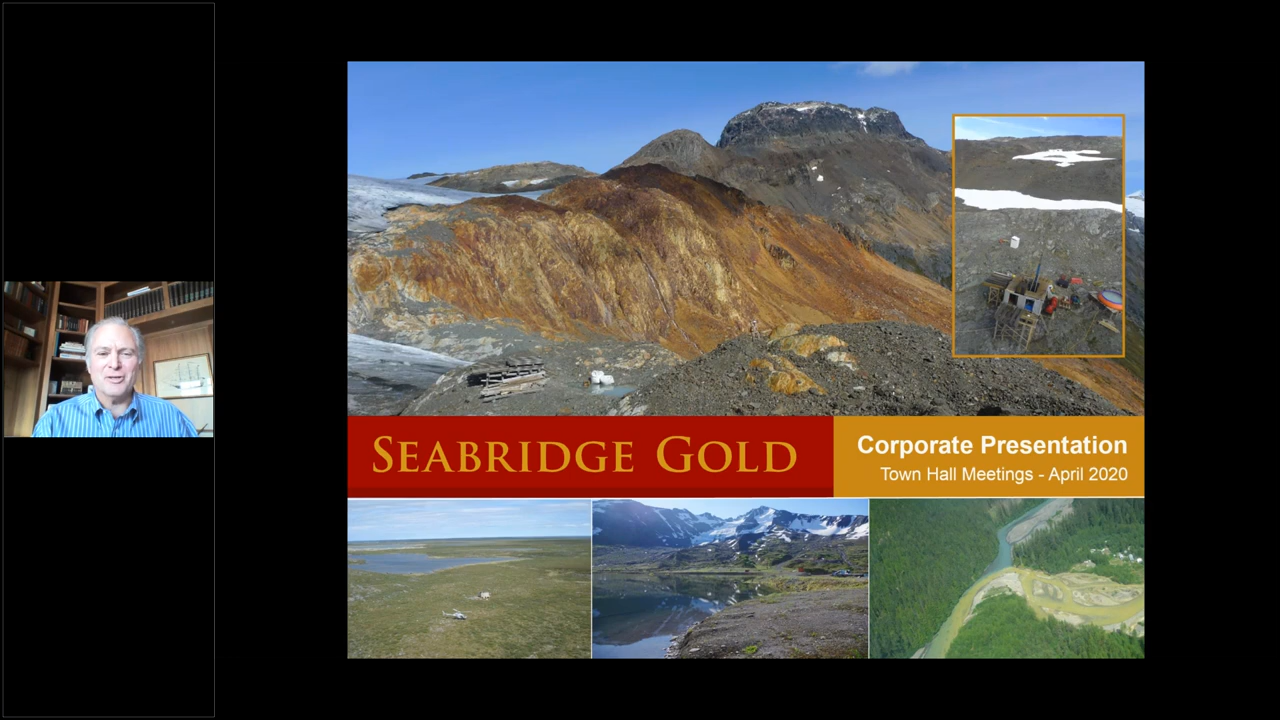 SEABRIDGE GOLD
Corporate Presentation
Town Hall Meetings - April 2020